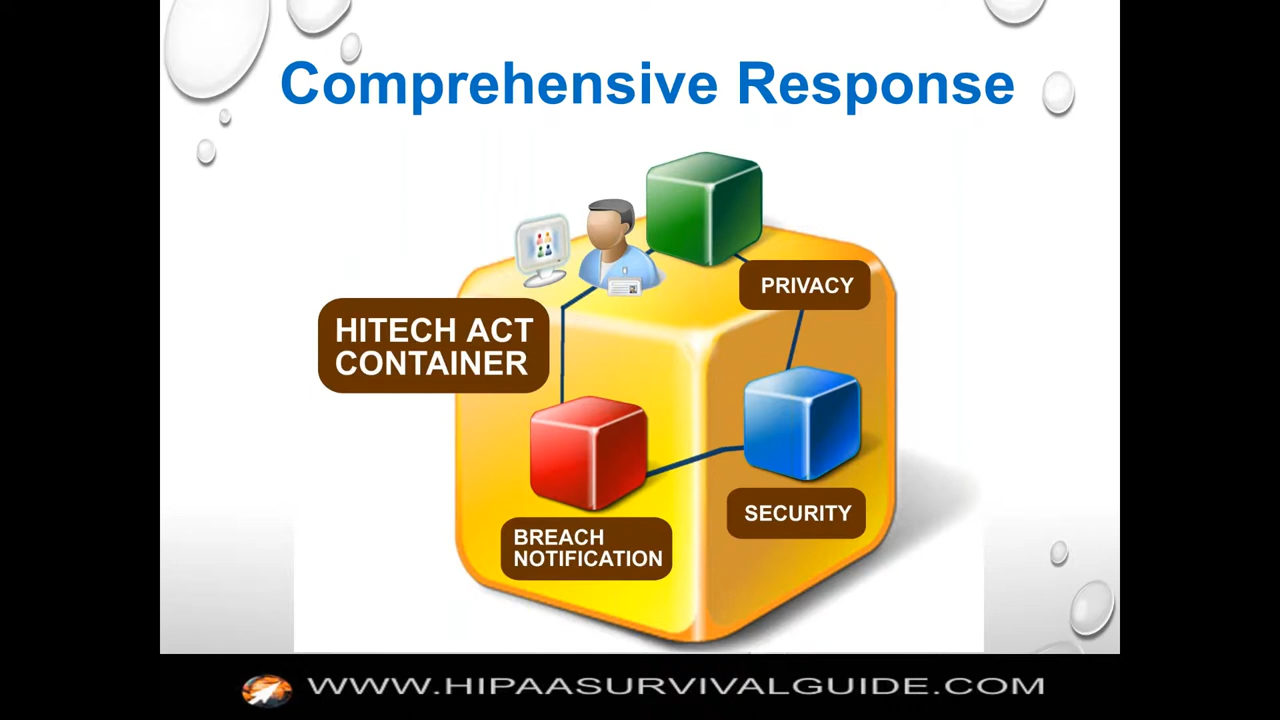 Comprehensive Response
PRIVACY
HITECH ACT
CONTAINER
SECURITY
BREACH
NOTIFICATION
WWW.HIPAASURVIVALGUIDE.COM